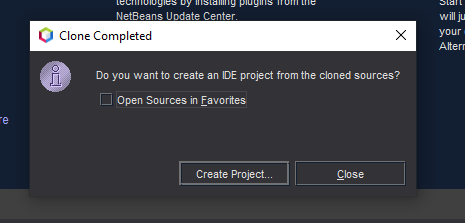 technologies by installing plugins from the
NetBeans Update Center.
Start
will ju
your
Altern
Clone Completed
Do you want to create an IDE project from the cloned sources?
Open Sources in Favorites
re
Create Project...
Close